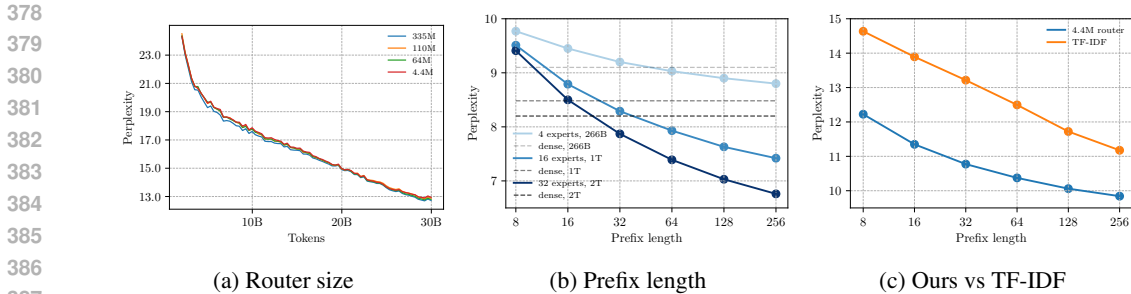 378
379
380
381
382
383
384
385
386
335M
110M
64M
4.4M
23.0
21.0
19.0
17.0
15.0
13.0
Perplexity
10B
20B
30B
Tokens
(a) Router size
10
9
8
7
Perplexity
4 experts, 266B
dense, 266B
16 experts, 1T
dense, 1T
32 experts, 2T
dense, 2T
8 16 32 64 128 256
Prefix length
(b) Prefix length
15
14
13
12
11
10
Perplexity
4.4M router
TF-IDF
8 16 32 64 128 256
Prefix length
(c) Ours vs TF-IDF